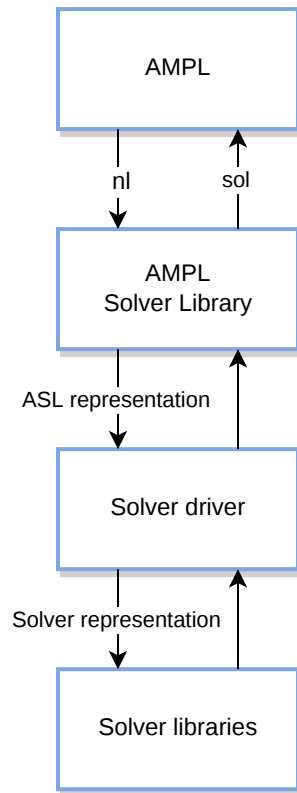 AMPL
nl
sol
AMPL
Solver Library
ASL representation
Solver driver
Solver representation
Solver libraries